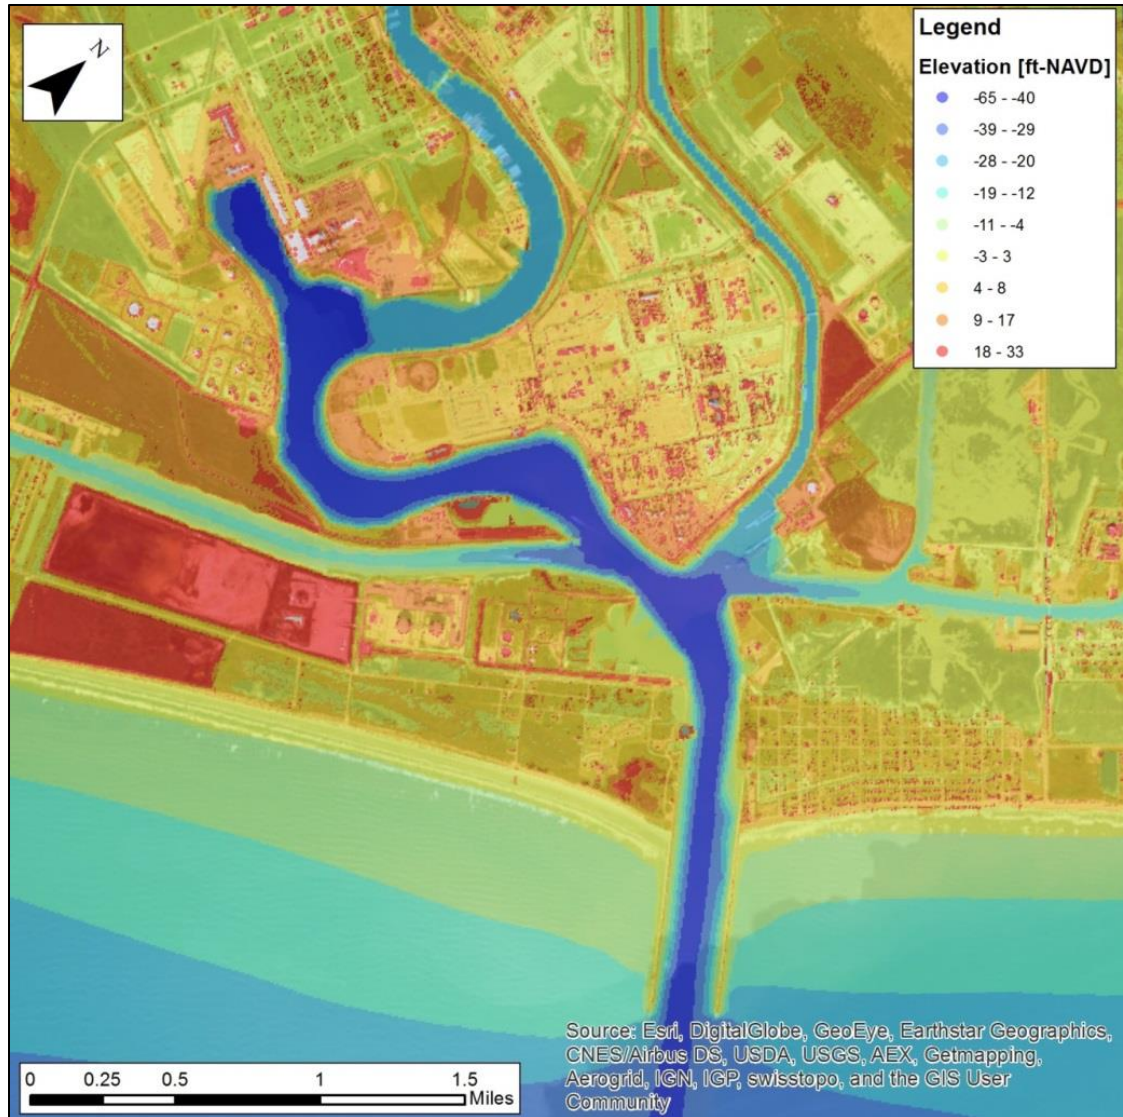 N
Legend
Elevation [ft-NAVD]
-65 - -40
-39 - -29
-28 - -20
-19 - -12
-11 - -4
-3 - 3
4 - 8
9 - 17
18 - 33
Source: Esri, DigitalGlobe, GeoEye, Earthstar Geographics,
CNES/Airbus DS, USDA, USGS, AEX, Getmapping,
Aerogrid, IGN, IGP, swisstopo, and the GIS User
Community
0 0.25 0.5 1 1.5
Miles